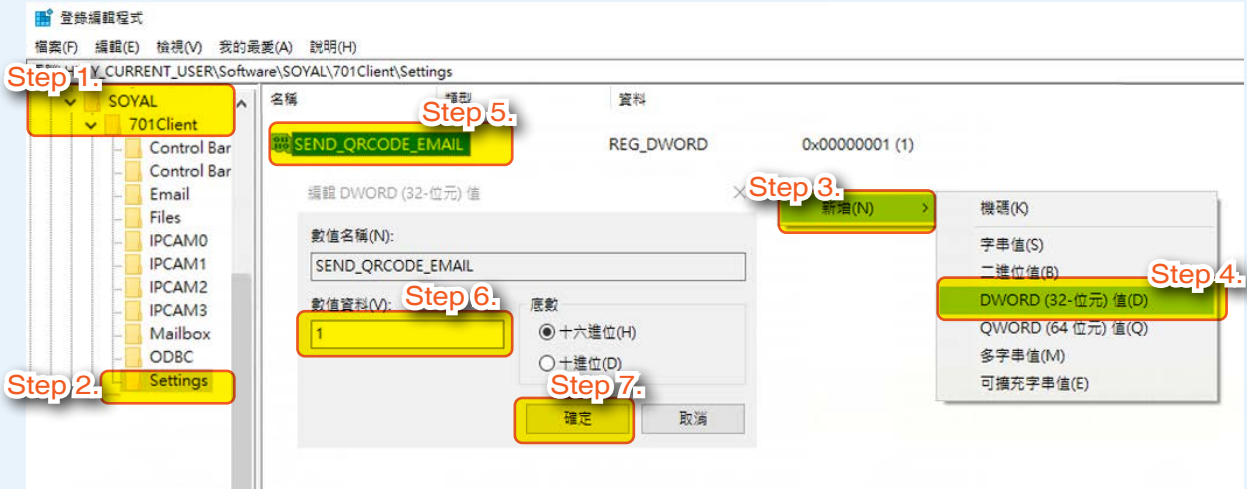 登錄編輯程式
檔案(F) 編輯(E) 檢視(V) 我的最愛(A) 說明(H)
Y_CURRENT_USER\Software\SOYAL\701Client\Settings
Step 1.
SOYAL
701Client
Control Bar
Control Bar
Email
Files
IPCAM0
IPCAM1
IPCAM2
IPCAM3
Mailbox
ODBC
Step 2.
Settings
名稱 類型 資料
Step 5.
SEND_QRCODE_EMAIL REG_DWORD 0x00000001 (1)
編輯 DWORD (32-位元) 值
數值名稱(N):
SEND_QRCODE_EMAIL
數值資料(V):
Step 6.
1
底數
十六進位(H)
十進位(D)
Step 7.
確定 取消
Step 3.
新增(N) >
機碼(K)
字串值(S)
二進位值(B)
Step 4.
DWORD (32-位元) 值(D)
QWORD (64 位元) 值(Q)
多字串值(M)
可擴充字串值(E)